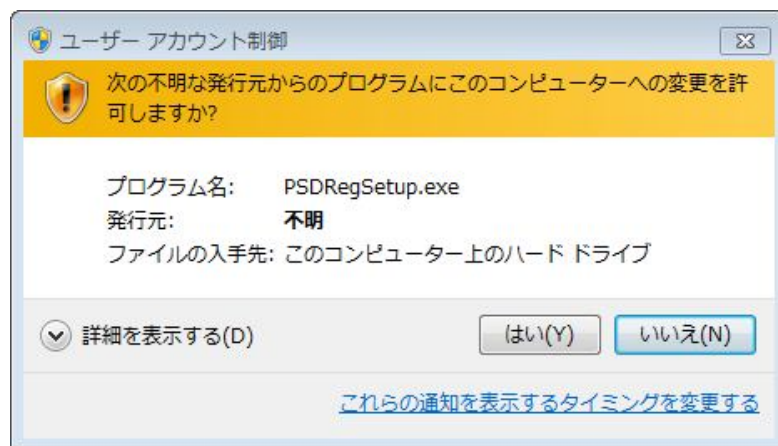 ユーザー アカウント制御
次の不明な発行元からのプログラムにこのコンピューターへの変更を許
可しますか?
プログラム名: PSDRegSetup.exe
発行元: 不明
ファイルの入手先: このコンピューター上のハード ドライブ
詳細を表示する(D) はい(Y) いいえ(N)
これらの通知を表示するタイミングを変更する